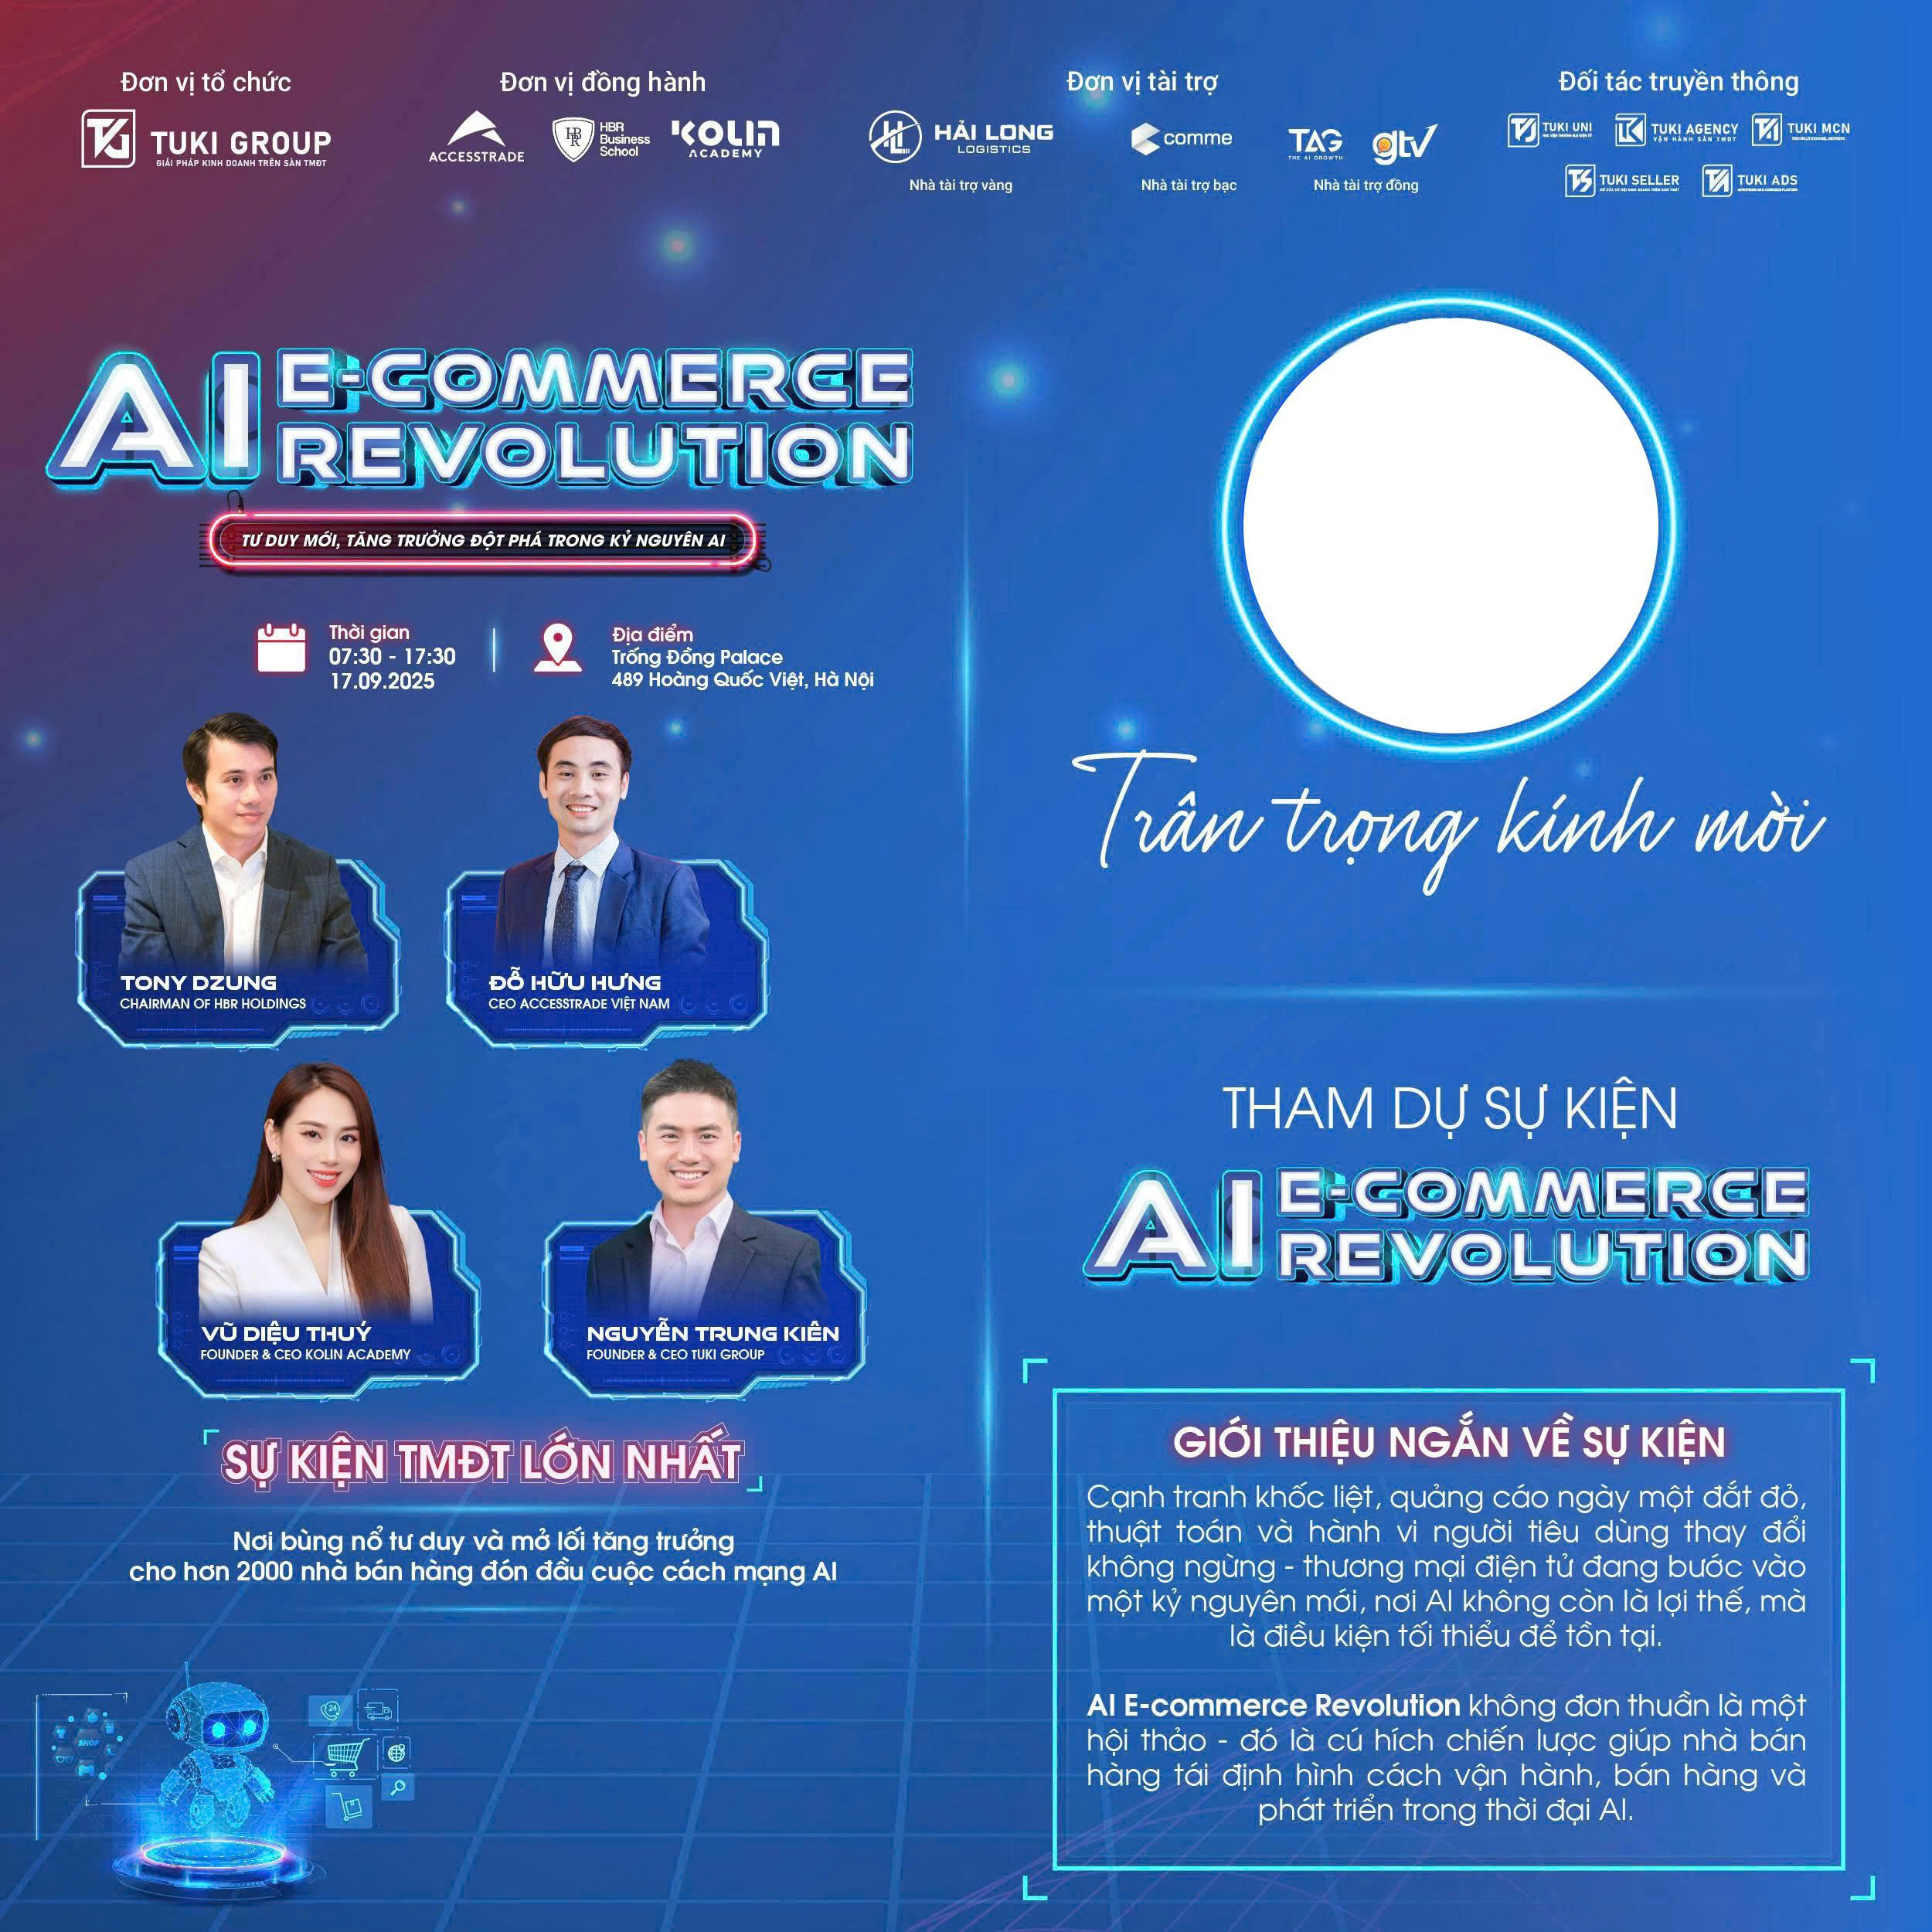 Đơn vị tổ chức
TUKI GROUP
GIẢI PHÁP KINH DOANH TRÊN SÀN TMĐT
Đơn vị đồng hành
ACCESSTRADE
HBR
Business
School
KOLIN
ACADEMY
Đơn vị tài trợ
HẢI LONG
LOGISTICS
Nhà tài trợ vàng
comme
Nhà tài trợ bạc
TAG
THE AI GROWTH
gtv
Nhà tài trợ đồng
Đối tác truyền thông
TUKI UNI
TUKI AGENCY
VẬN HÀNH SÀN TMĐT
TUKI MCN
TUKI SELLER
TUKI ADS
AI E-COMMERCE
REVOLUTION
TƯ DUY MỚI, TĂNG TRƯỞNG ĐỘT PHÁ TRONG KỶ NGUYÊN AI
Thời gian
07:30 - 17:30
17.09.2025
Địa điểm
Trống Đồng Palace
489 Hoàng Quốc Việt, Hà Nội
TONY DZUNG
CHAIRMAN OF HBR HOLDINGS
ĐỖ HỮU HƯNG
CEO ACCESSTRADE VIỆT NAM
VŨ DIỆU THUÝ
FOUNDER & CEO KOLIN ACADEMY
NGUYỄN TRUNG KIÊN
FOUNDER & CEO TUKI GROUP
SỰ KIỆN TMĐT LỚN NHẤT
Nơi bùng nổ tư duy và mở lối tăng trưởng
cho hơn 2000 nhà bán hàng đón đầu cuộc cách mạng AI
SHOP
24
Trân trọng kính mời
THAM DỰ SỰ KIỆN
AI E-COMMERCE
REVOLUTION
GIỚI THIỆU NGẮN VỀ SỰ KIỆN
Cạnh tranh khốc liệt, quảng cáo ngày một đắt đỏ,
thuật toán và hành vi người tiêu dùng thay đổi
không ngừng - thương mại điện tử đang bước vào
một kỷ nguyên mới, nơi AI không còn là lợi thế, mà
là điều kiện tối thiểu để tồn tại.
AI E-commerce Revolution không đơn thuần là một
hội thảo - đó là cú hích chiến lược giúp nhà bán
hàng tái định hình cách vận hành, bán hàng và
phát triển trong thời đại AI.